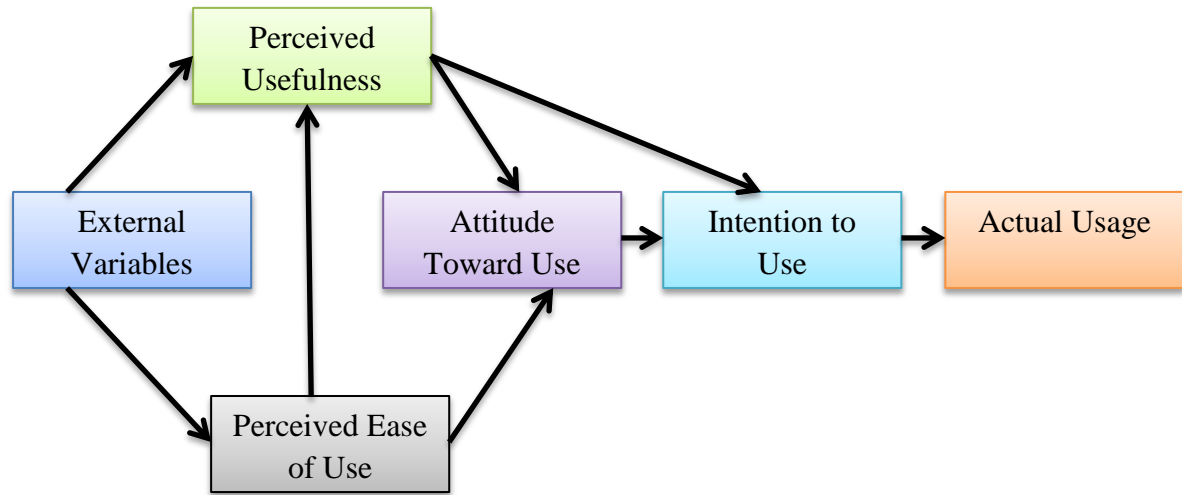 Perceived
Usefulness
External
Variables
Attitude
Toward Use
Intention to
Use
Actual Usage
Perceived Ease
of Use